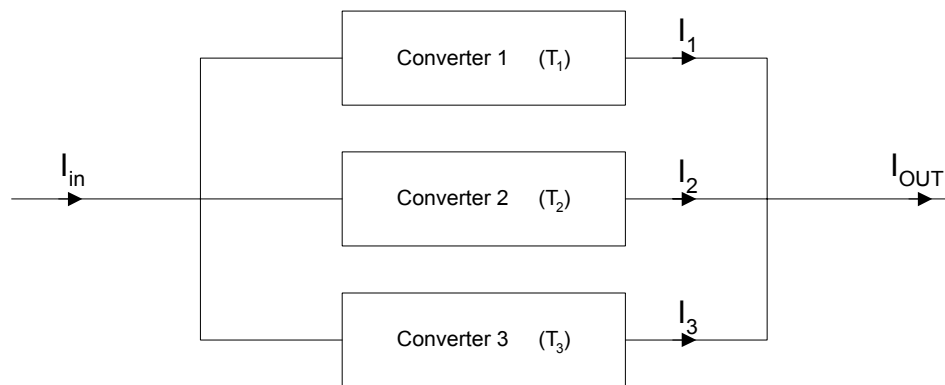 I₁
Converter 1 (T₁)
I₂
Iin
Converter 2 (T₂)
IOUT
I₃
Converter 3 (T₃)